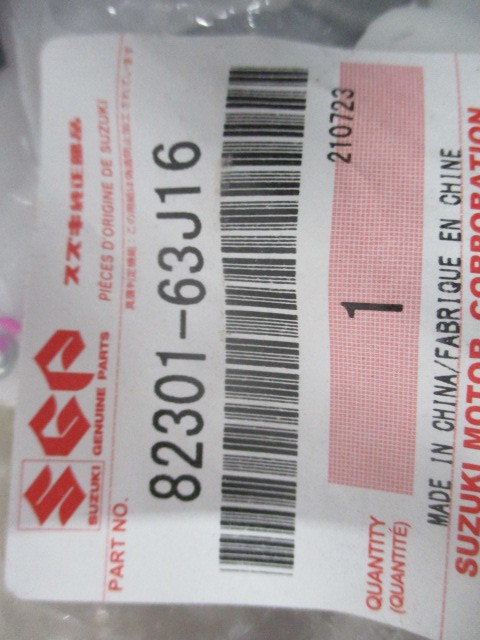 SGP
スズキ純正部品
SUZUKI GENUINE PARTS
PIÈCES D'ORIGINE DE SUZUKI
PART NO.
82301-63J16
210723
QUANTITY
(QUANTITÉ)
1
MADE IN CHINA/FABRIQUE EN CHINE
SUZUKI MOTOR CORPORATION